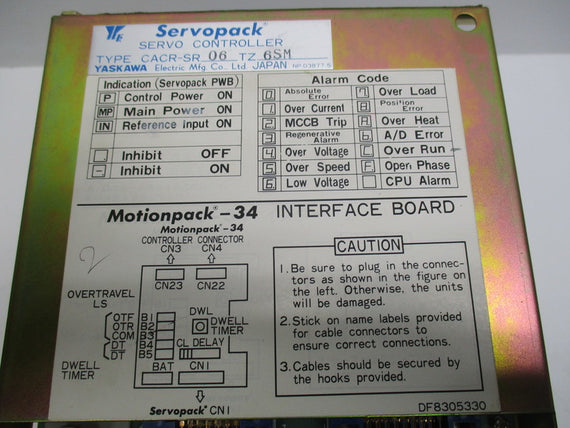 Servopack®
SERVO CONTROLLER
TYPE CACR-SR 06 TZ 6SM
YASKAWA Electric Mfg. Co. Ltd. JAPAN
Indication (Servopack PWB)
P Control Power ON
MP Main Power ON
IN Reference Input ON
Inhibit OFF
Inhibit ON
Alarm Code
0 Absolute Error
1 Over Current
2 MCCB Trip
3 Regenerative Alarm
4 Over Voltage
5 Over Speed
6 Low Voltage
7 Over Load
8 Position Error
A Over Heat
b A/D Error
C Over Run
F Open Phase
CPU Alarm
Motionpack®-34 INTERFACE BOARD
Motionpack®-34
CONTROLLER CONNECTOR
CN3 CN4
CN23 CN22
OVERTRAVEL
LS
OTF B1
OTR B2
COM B3
DT B4
DT B5
DWELL
TIMER
DWL
DWELL
TIMER
CL DELAY
BAT CN1
Servopack® CN1
CAUTION
1. Be sure to plug in the connec-
tors as shown in the figure on
the left. Otherwise, the units
will be damaged.
2. Stick on name labels provided
for cable connectors to
ensure correct connections.
3. Cables should be secured by
the hooks provided.
DF8305330
2